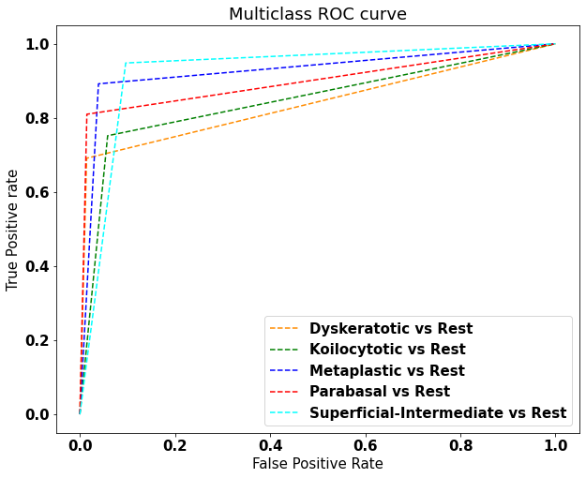 Multiclass ROC curve
True Positive rate
1.0
0.8
0.6
0.4
0.2
0.0
Dyskeratotic vs Rest
Koilocytotic vs Rest
Metaplastic vs Rest
Parabasal vs Rest
Superficial-Intermediate vs Rest
0.0 0.2 0.4 0.6 0.8 1.0
False Positive Rate